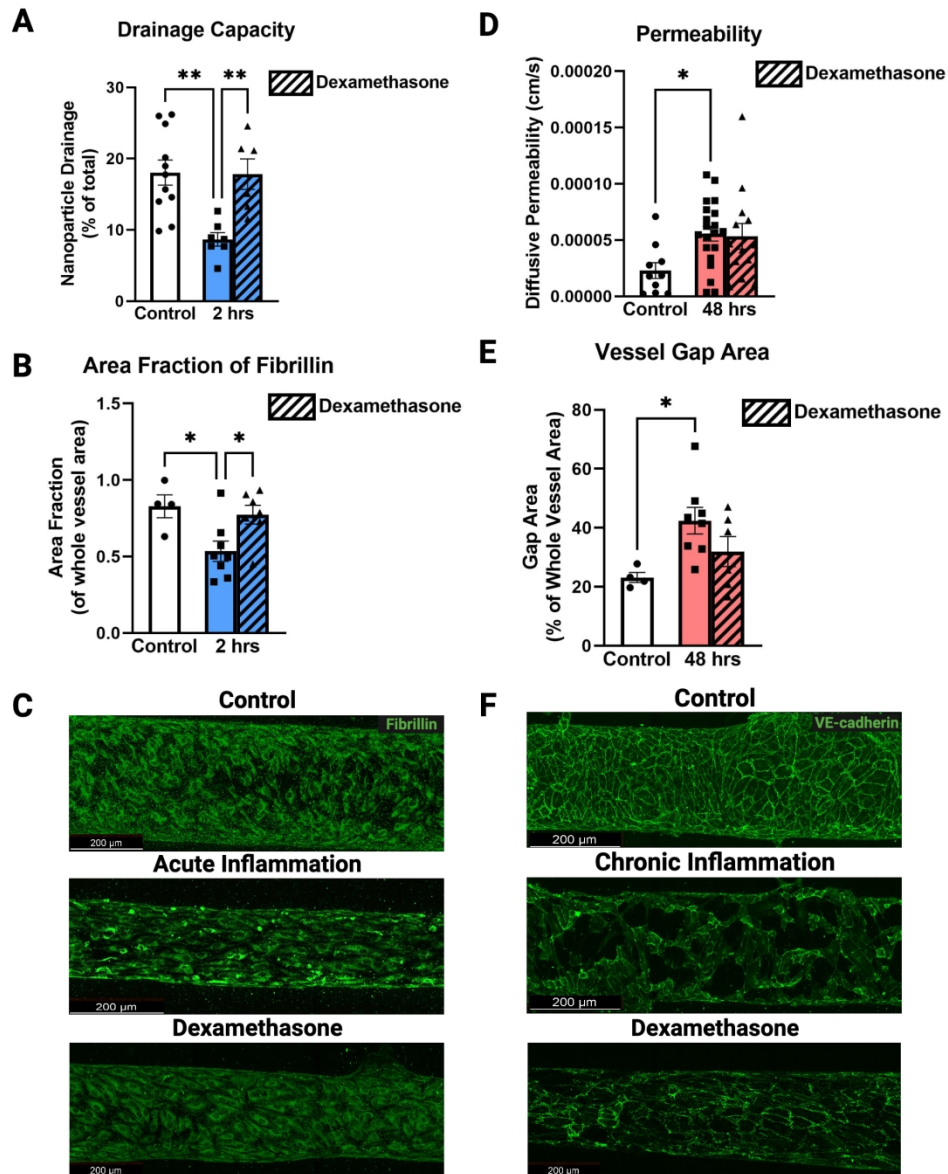 A
Drainage Capacity
** **
Dexamethasone
Nanoparticle Drainage
(% of total)
30
20
10
0
Control 2 hrs
B
Area Fraction of Fibrillin
Dexamethasone
* *
Area Fraction
(of whole vessel area)
1.5
1.0
0.5
0.0
Control 2 hrs
C
Control
Fibrillin
200 µm
Acute Inflammation
200 µm
Dexamethasone
200 µm
D
Permeability
Dexamethasone
*
Diffusive Permeability (cm/s)
0.00020
0.00015
0.00010
0.00005
0.00000
Control 48 hrs
E
Vessel Gap Area
Dexamethasone
*
Gap Area
(% of Whole Vessel Area)
80
60
40
20
0
Control 48 hrs
F
Control
VE-cadherin
200 µm
Chronic Inflammation
200 µm
Dexamethasone
200 µm